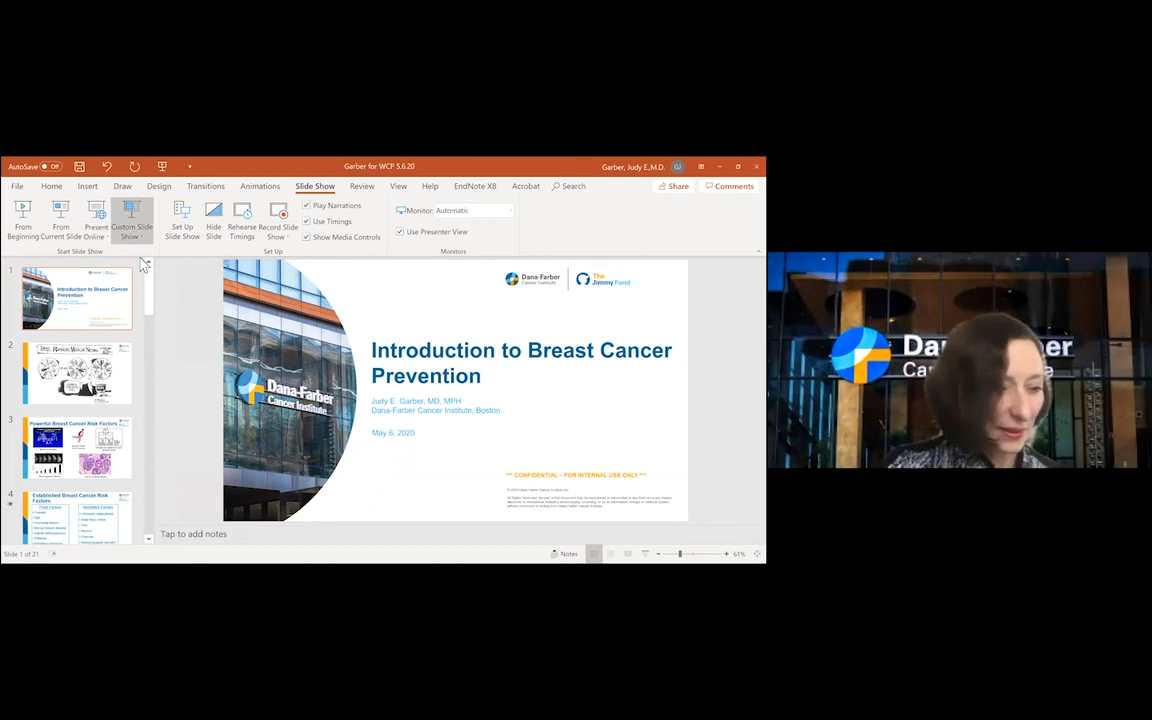 AutoSave Off
Garber for WCP 5.6.20
Garber, Judy E,M.D.
GJ
File Home Insert Draw Design Transitions Animations Slide Show Review View Help EndNote X8 Acrobat Search
Share Comments
From Beginning
From Current Slide
Present Online
Custom Slide Show
Set Up Slide Show
Hide Slide
Rehearse Timings
Record Slide Show
Play Narrations
Use Timings
Show Media Controls
Monitor: Automatic
Use Presenter View
Start Slide Show
Set Up
Monitors
1
Introduction to Breast Cancer
Prevention
2
3
Powerful Breast Cancer Risk Factors
4
Established Breast Cancer Risk
Factors
Dana-Farber
Cancer Institute
The
Jimmy Fund
Dana-Farber
Cancer Institute
Introduction to Breast Cancer
Prevention
Judy E. Garber, MD, MPH
Dana-Farber Cancer Institute, Boston
May 6, 2020
*** CONFIDENTIAL – FOR INTERNAL USE ONLY ***
Tap to add notes
Slide 1 of 21
Notes
61%